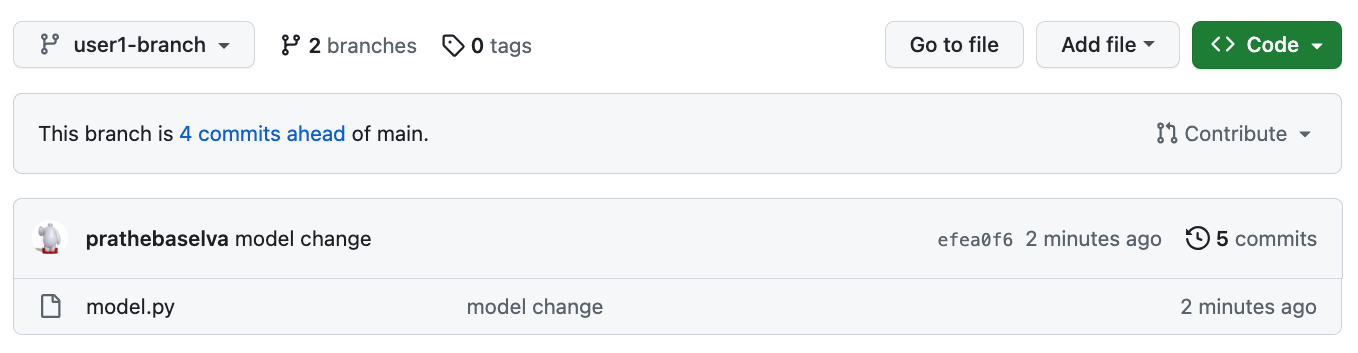 user1-branch 2 branches 0 tags Go to file Add file Code
This branch is 4 commits ahead of main. Contribute
prathebaselva model change efea0f6 2 minutes ago 5 commits
model.py model change 2 minutes ago